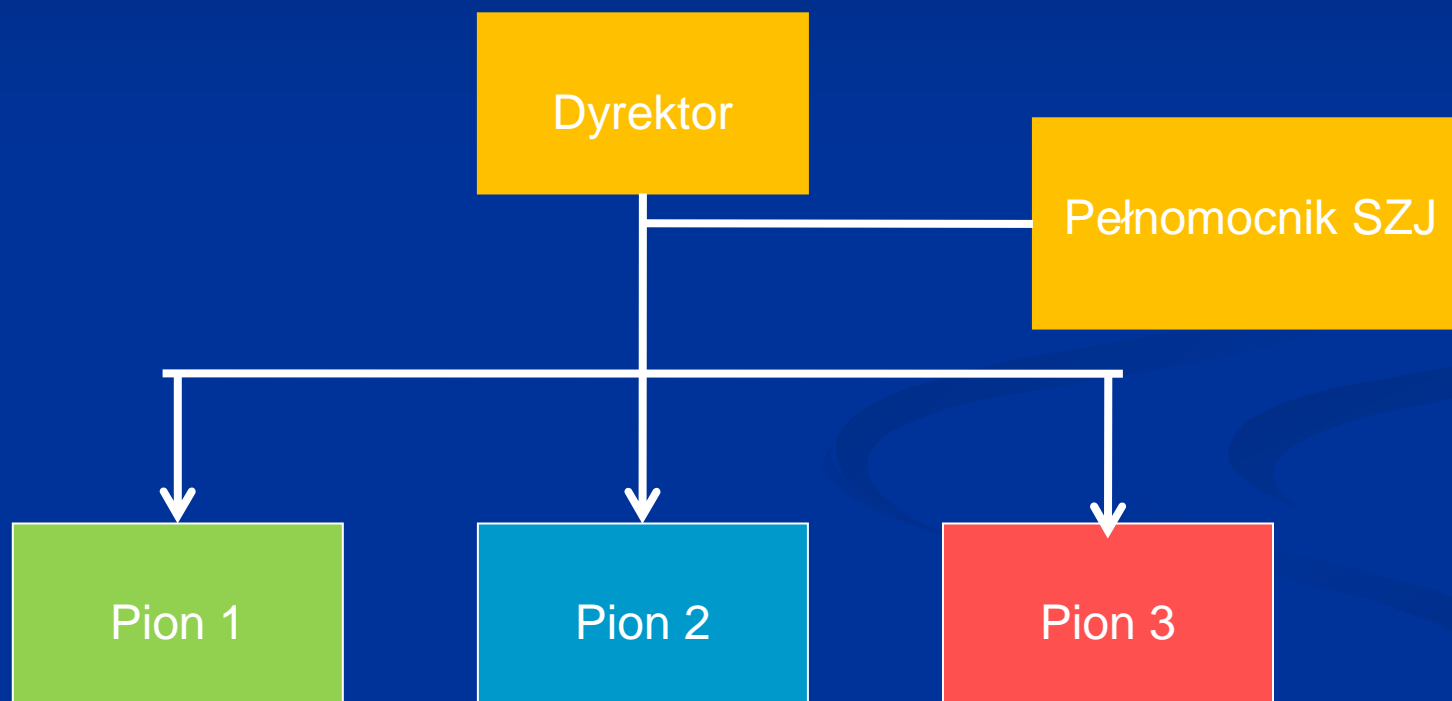 Dyrektor
Pełnomocnik SZJ
Pion 1
Pion 2
Pion 3